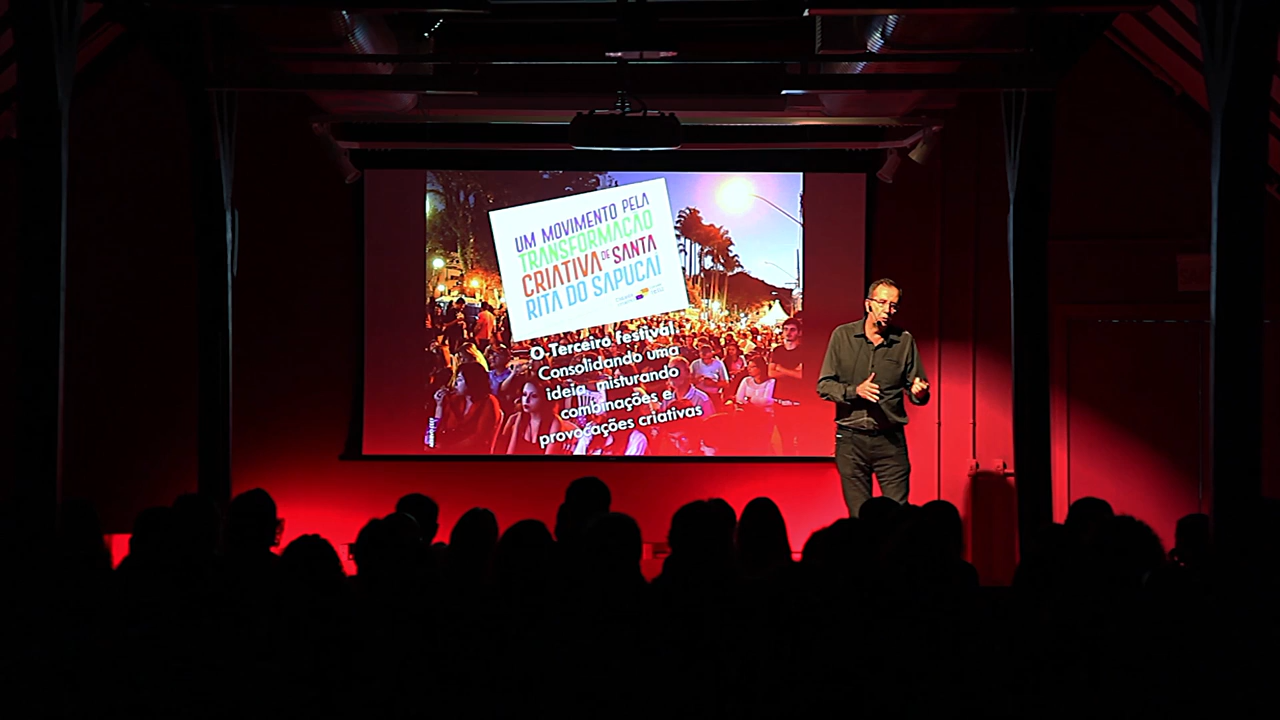 UM MOVIMENTO PELA
TRANSFORMAÇÃO
CRIATIVA DE SANTA
RITA DO SAPUCAÍ
O Terceiro festival:
Consolidando uma
ideia misturando
combinações e
provocações criativas